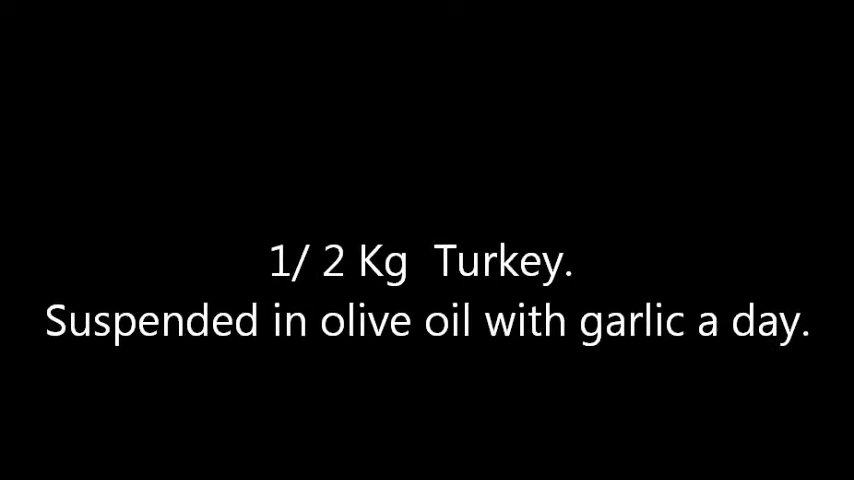 1/ 2 Kg  Turkey.
Suspended in olive oil with garlic a day.